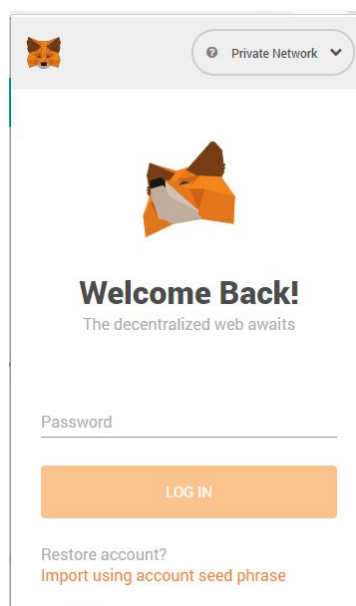 Private Network
Welcome Back!
The decentralized web awaits
Password
LOG IN
Restore account?
Import using account seed phrase